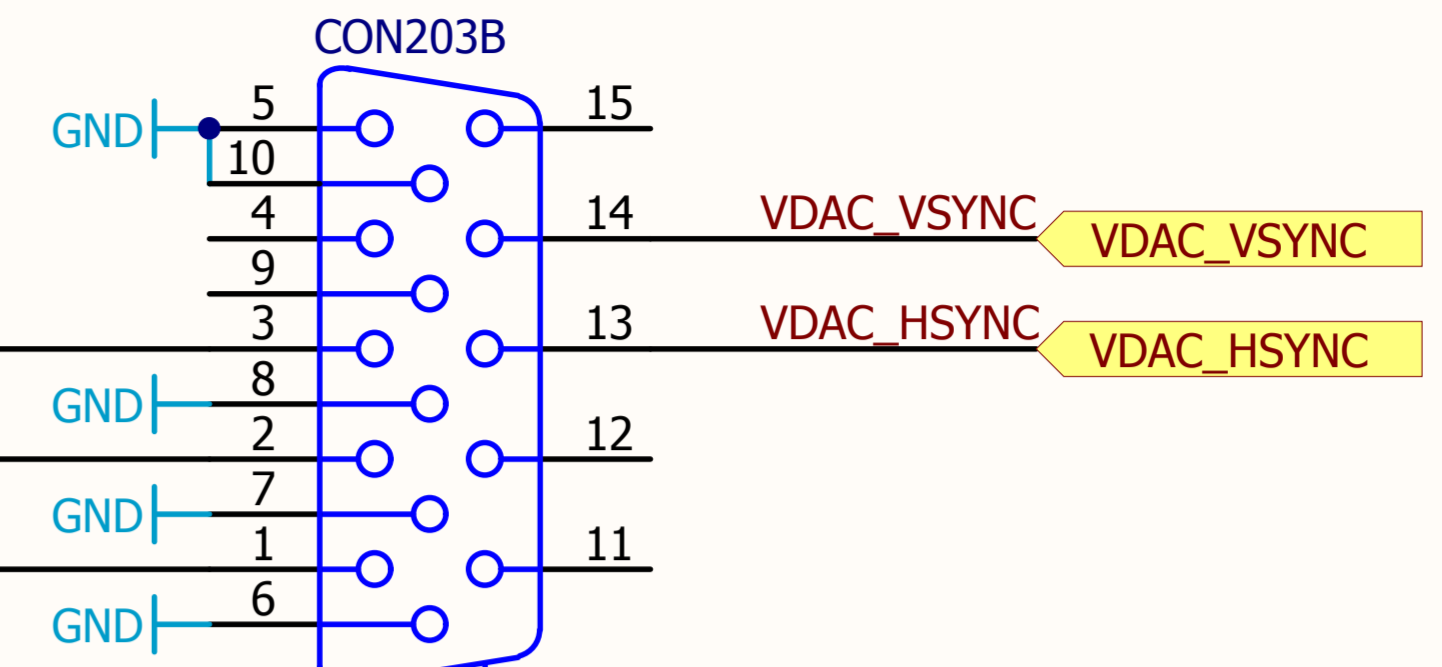 CON203B
5
15
GND
10
4
14
VDAC_VSYNC
VDAC_VSYNC
9
3
13
VDAC_HSYNC
VDAC_HSYNC
8
GND
2
12
7
GND
1
11
6
GND